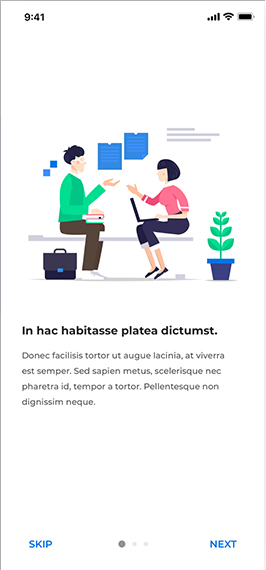 9:41
In hac habitasse platea dictumst.
Donec facilisis tortor ut augue lacinia, at viverra
est semper. Sed sapien metus, scelerisque nec
pharetra id, tempor a tortor. Pellentesque non
dignissim neque.
SKIP
NEXT